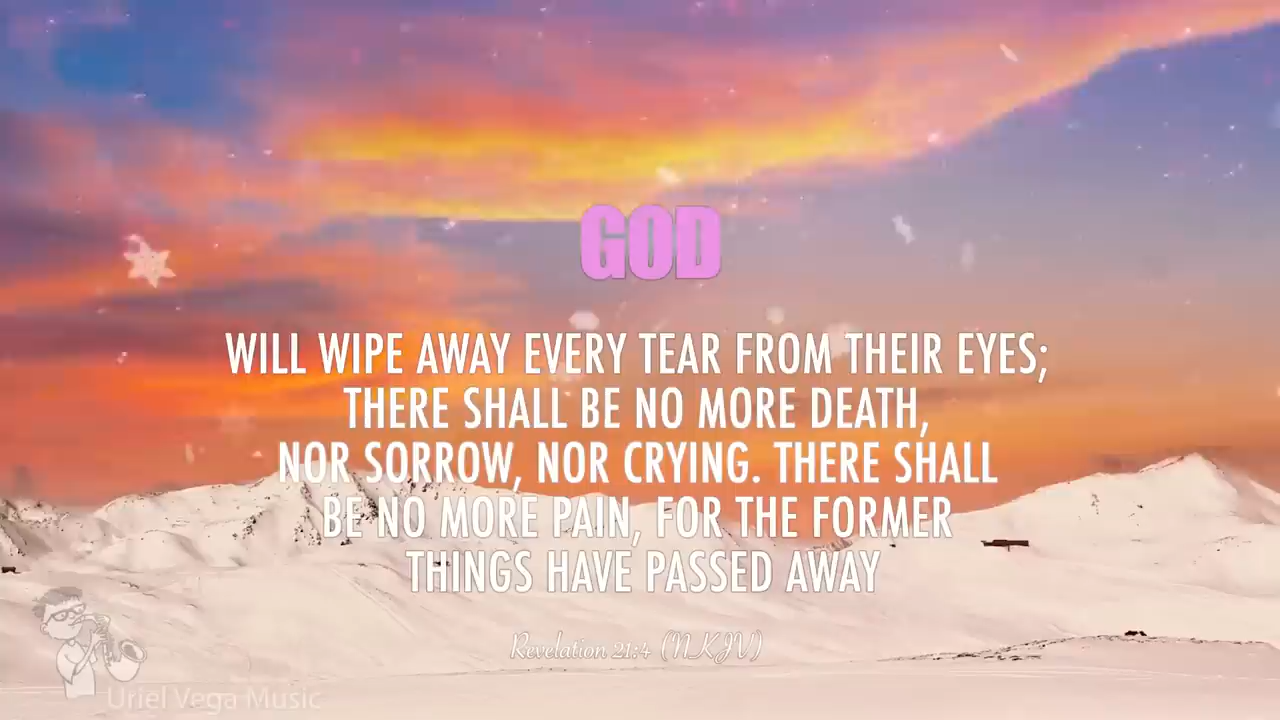 GOD
WILL WIPE AWAY EVERY TEAR FROM THEIR EYES;
THERE SHALL BE NO MORE DEATH,
NOR SORROW, NOR CRYING. THERE SHALL
BE NO MORE PAIN, FOR THE FORMER
THINGS HAVE PASSED AWAY
Revelation 21:4 (NKJV)
Uriel Vega Music